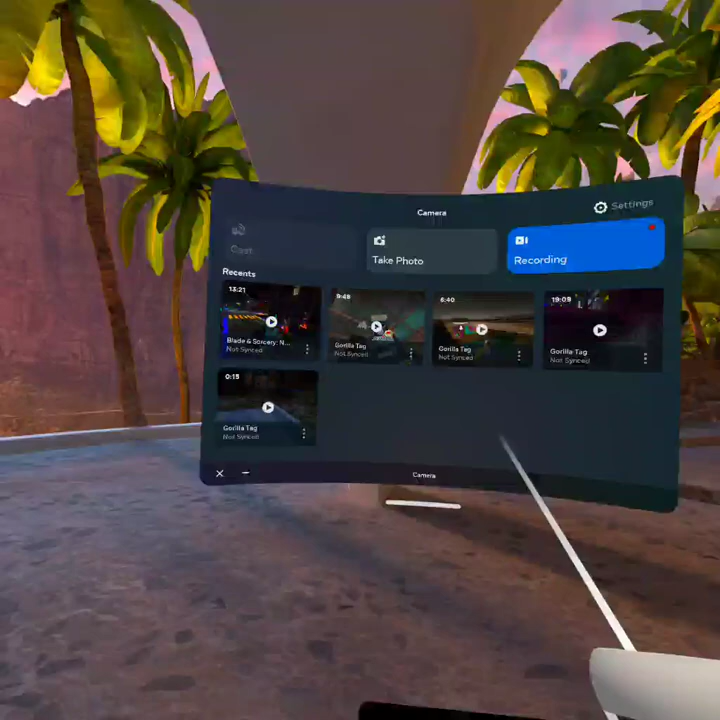 Camera
Settings
Cast
Take Photo
Recording
Recents
13:21
Blade & Sorcery: N...
Not Synced
9:48
Gorilla Tag
Not Synced
6:40
Gorilla Tag
Not Synced
19:09
Gorilla Tag
Not Synced
0:15
Gorilla Tag
Not Synced
Camera